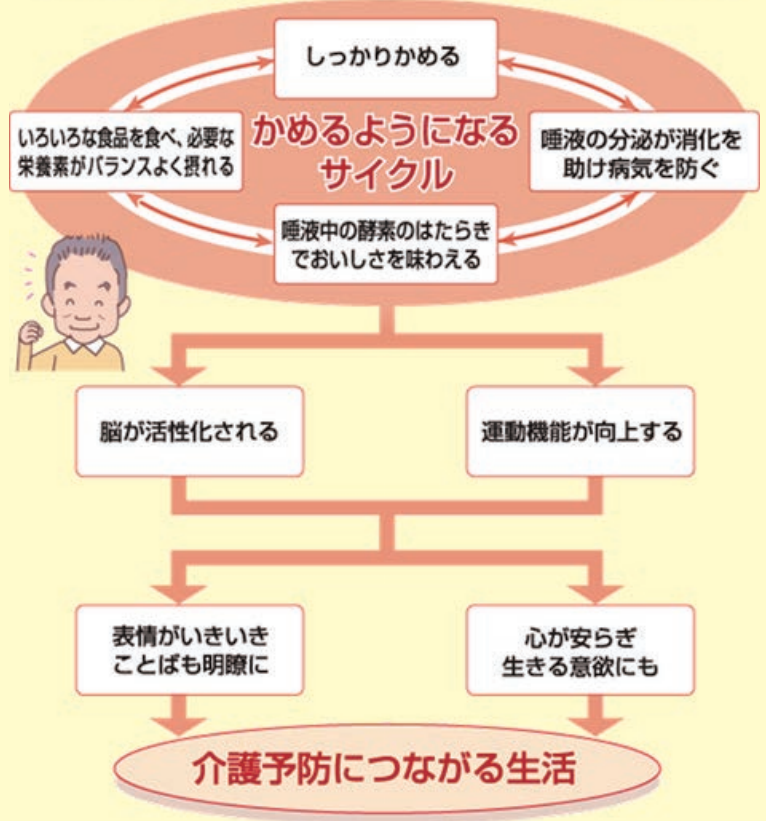 しっかりかめる
いろいろな食品を食べ、必要な
栄養素がバランスよく摂れる
かめるようになる
サイクル
唾液の分泌が消化を
助け病気を防ぐ
唾液中の酵素のはたらき
でおいしさを味わえる
脳が活性化される
運動機能が向上する
表情がいきいき
ことばも明瞭に
心が安らぎ
生きる意欲にも
介護予防につながる生活